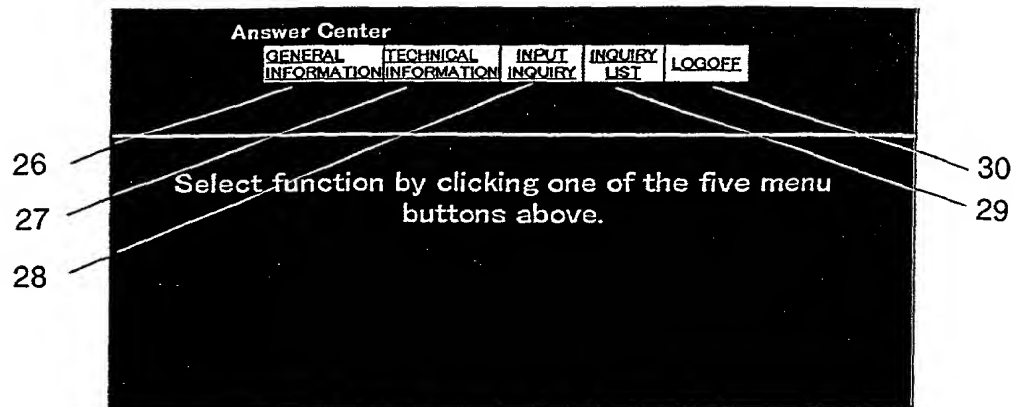 Answer Center
GENERAL INFORMATION
TECHNICAL INFORMATION
INPUT INQUIRY
INQUIRY LIST
LOGOFF
26
27
28
30
29
Select function by clicking one of the five menu
buttons above.